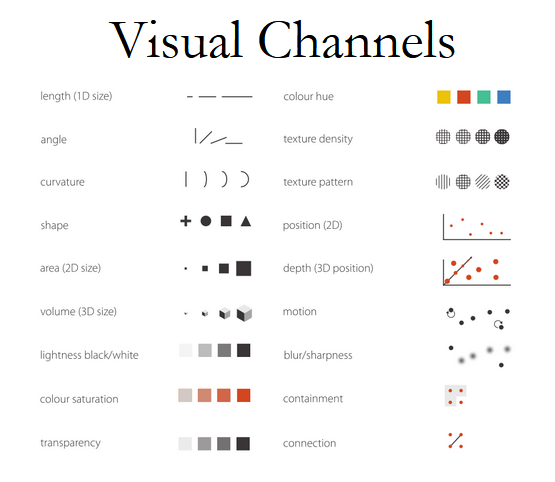 Visual Channels
length (1D size)
angle
curvature
shape
area (2D size)
volume (3D size)
lightness black/white
colour saturation
transparency
colour hue
texture density
texture pattern
position (2D)
depth (3D position)
motion
blur/sharpness
containment
connection